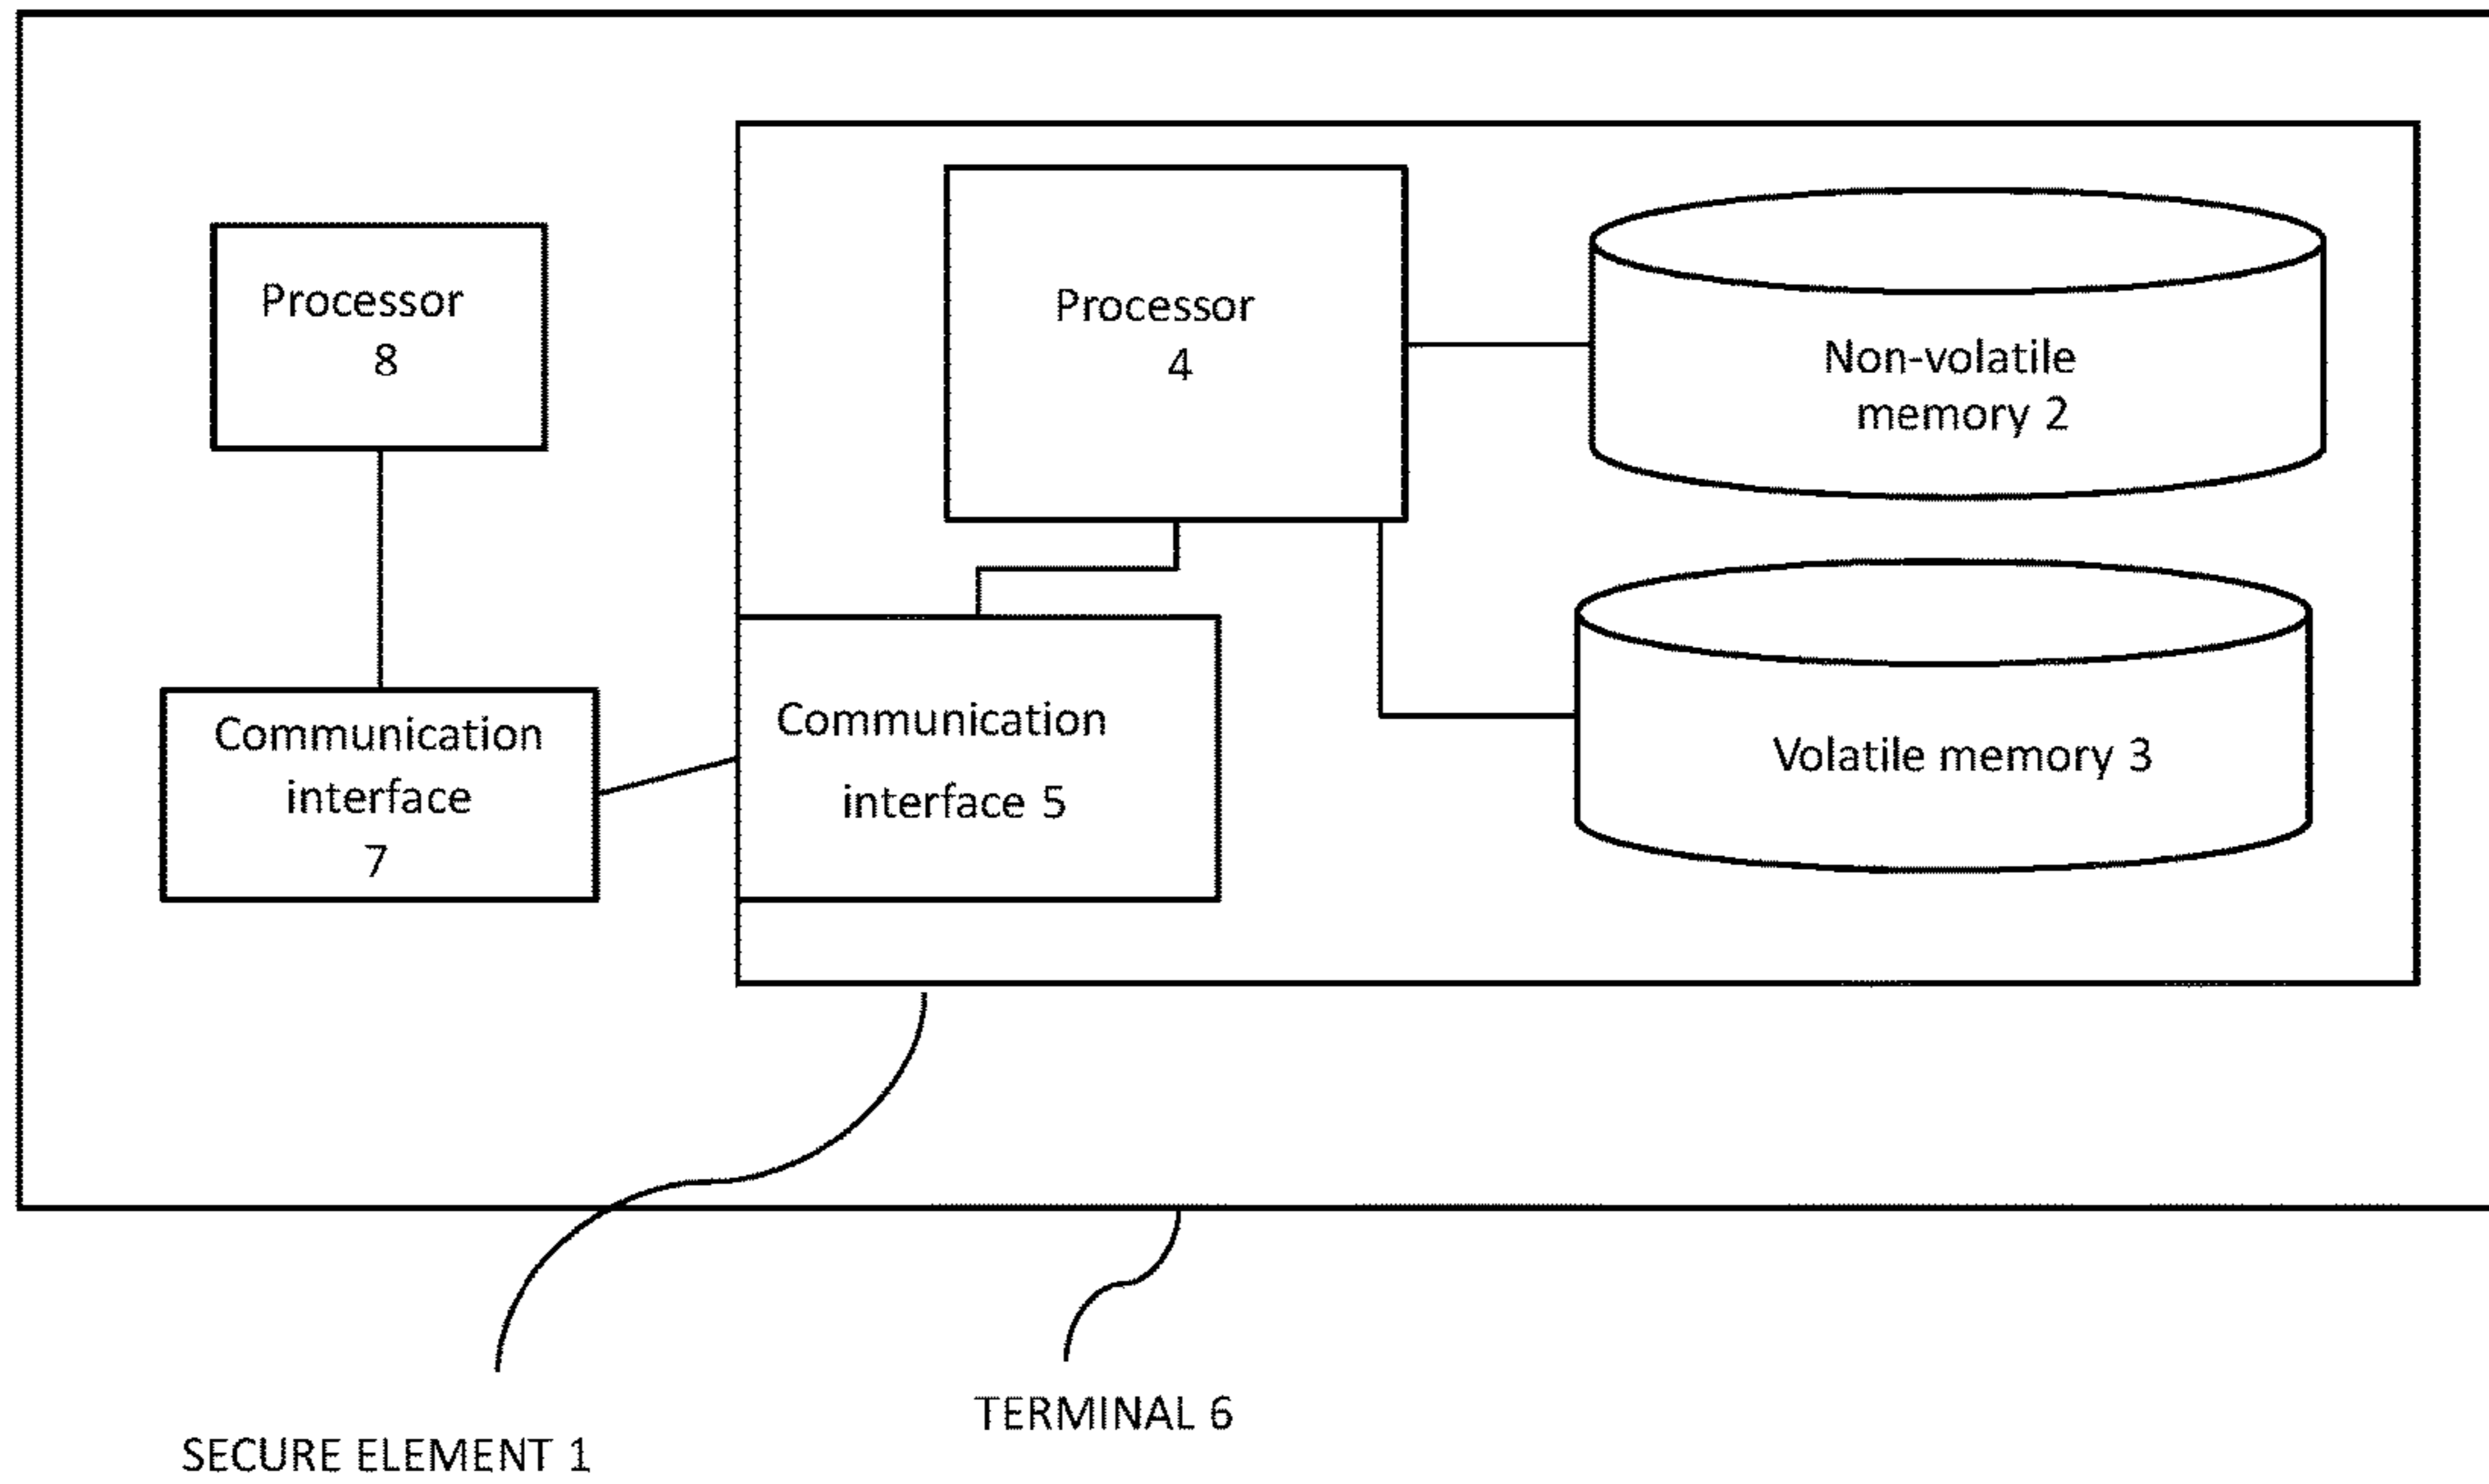 Processor
8
Processor
4
Non-volatile
memory 2
Communication
interface
7
Communication
interface 5
Volatile memory 3
TERMINAL 6
SECURE ELEMENT 1